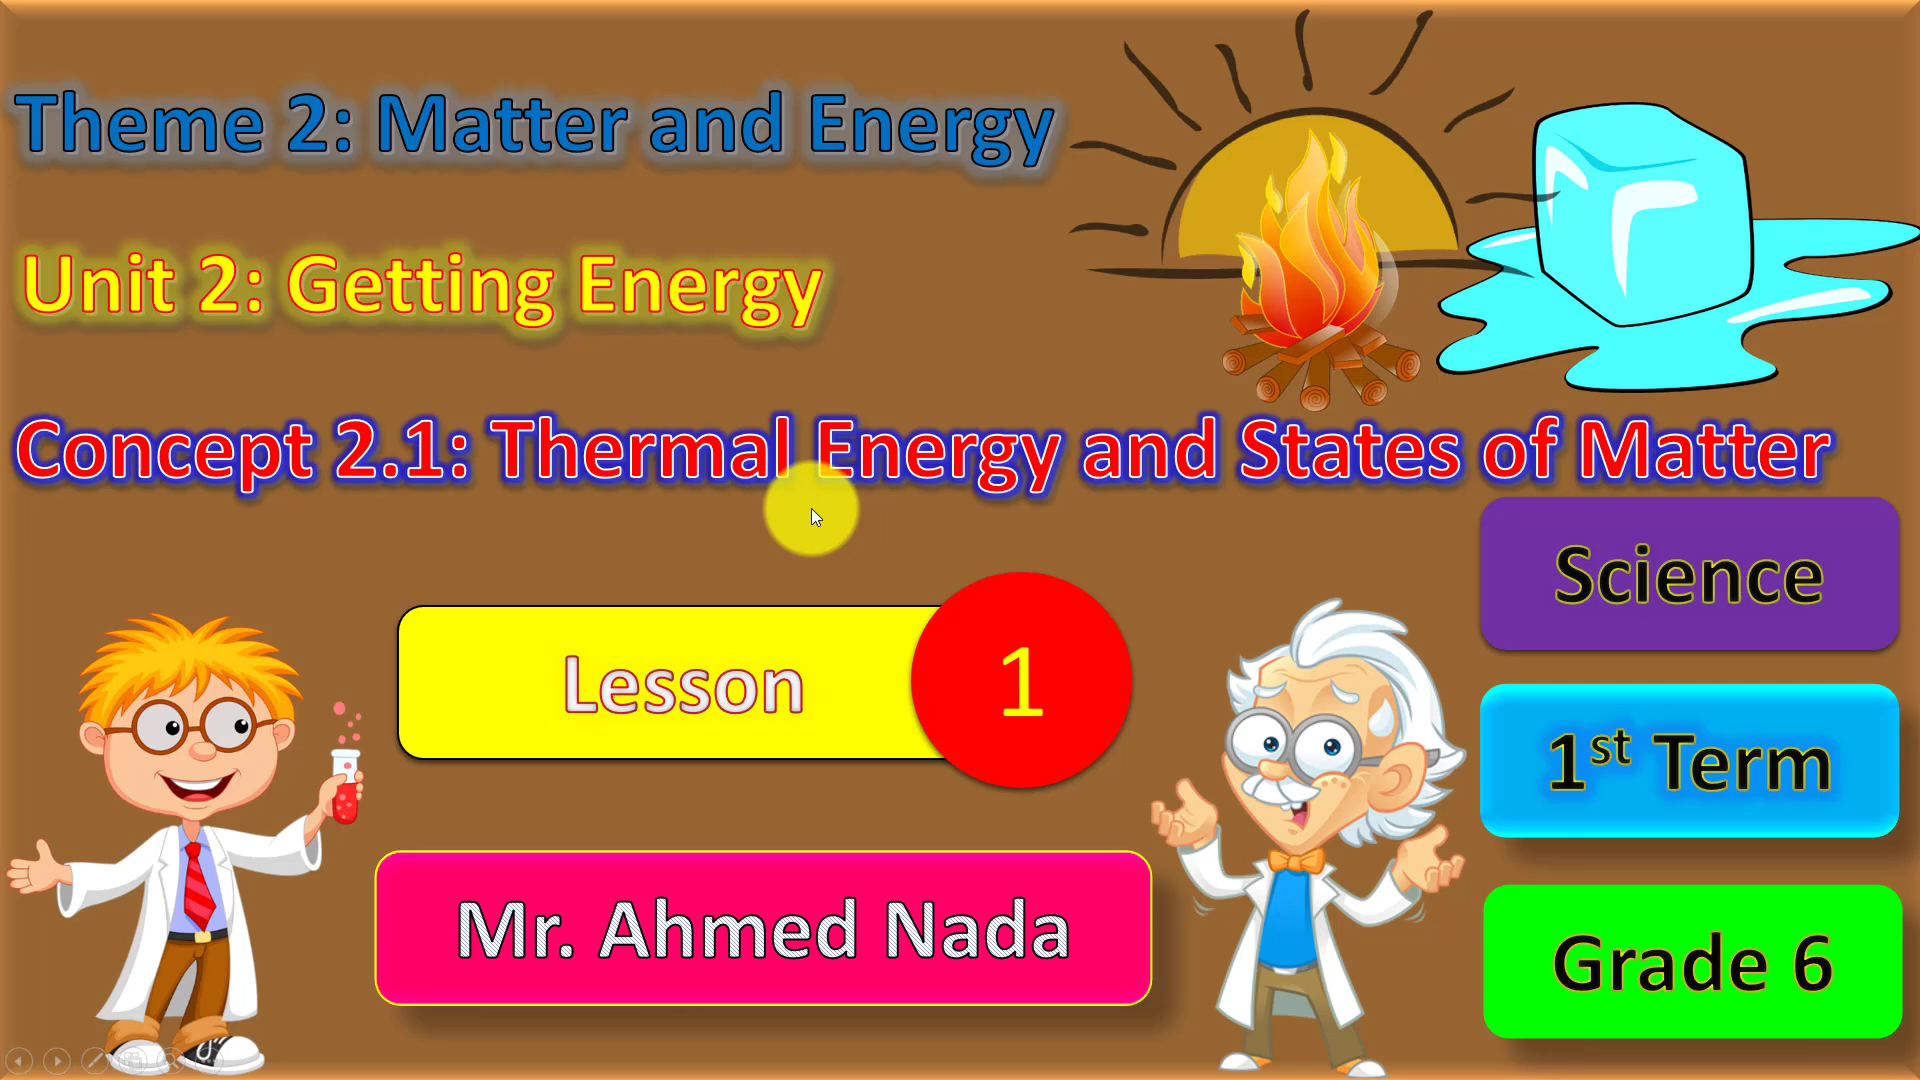 Theme 2: Matter and Energy
Unit 2: Getting Energy
Concept 2.1: Thermal Energy and States of Matter
Lesson 1
Mr. Ahmed Nada
Science
1st Term
Grade 6